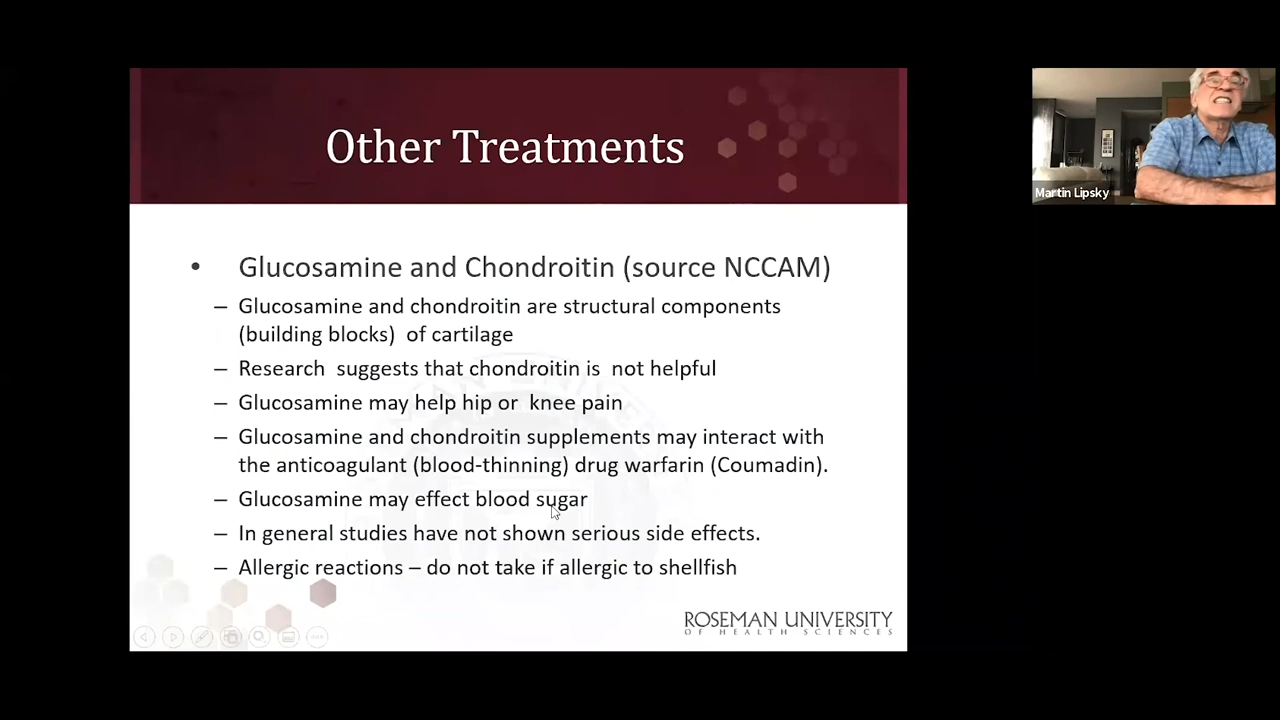 Other Treatments
Martin Lipsky
• Glucosamine and Chondroitin (source NCCAM)
– Glucosamine and chondroitin are structural components
(building blocks) of cartilage
– Research suggests that chondroitin is not helpful
– Glucosamine may help hip or knee pain
– Glucosamine and chondroitin supplements may interact with
the anticoagulant (blood-thinning) drug warfarin (Coumadin).
– Glucosamine may effect blood sugar
– In general studies have not shown serious side effects.
– Allergic reactions – do not take if allergic to shellfish
ROSEMAN UNIVERSITY
OF HEALTH SCIENCES